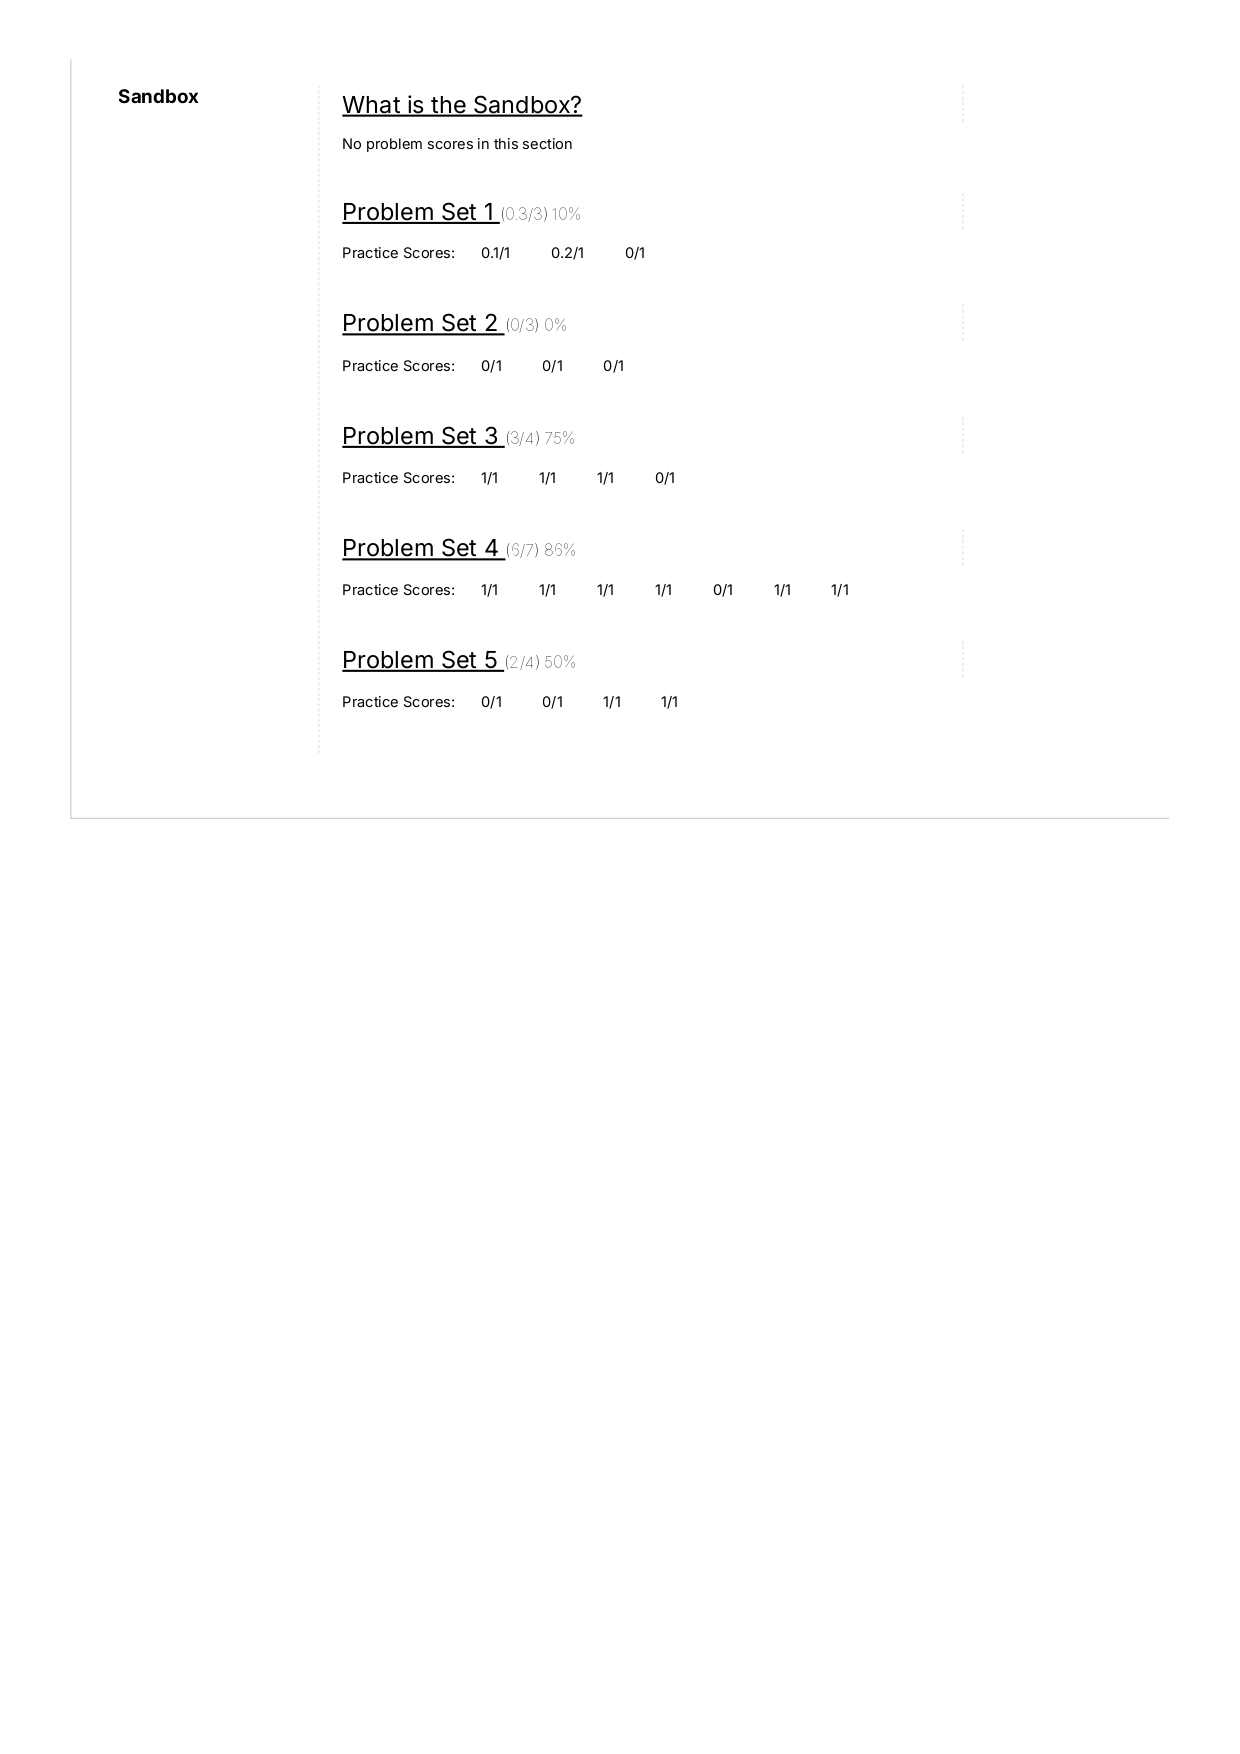 Sandbox
What is the Sandbox?
No problem scores in this section
Problem Set 1 (0.3/3) 10%
Practice Scores: 0.1/1 0.2/1 0/1
Problem Set 2 (0/3) 0%
Practice Scores: 0/1 0/1 0/1
Problem Set 3 (3/4) 75%
Practice Scores: 1/1 1/1 1/1 0/1
Problem Set 4 (6/7) 86%
Practice Scores: 1/1 1/1 1/1 1/1 0/1 1/1 1/1
Problem Set 5 (2/4) 50%
Practice Scores: 0/1 0/1 1/1 1/1